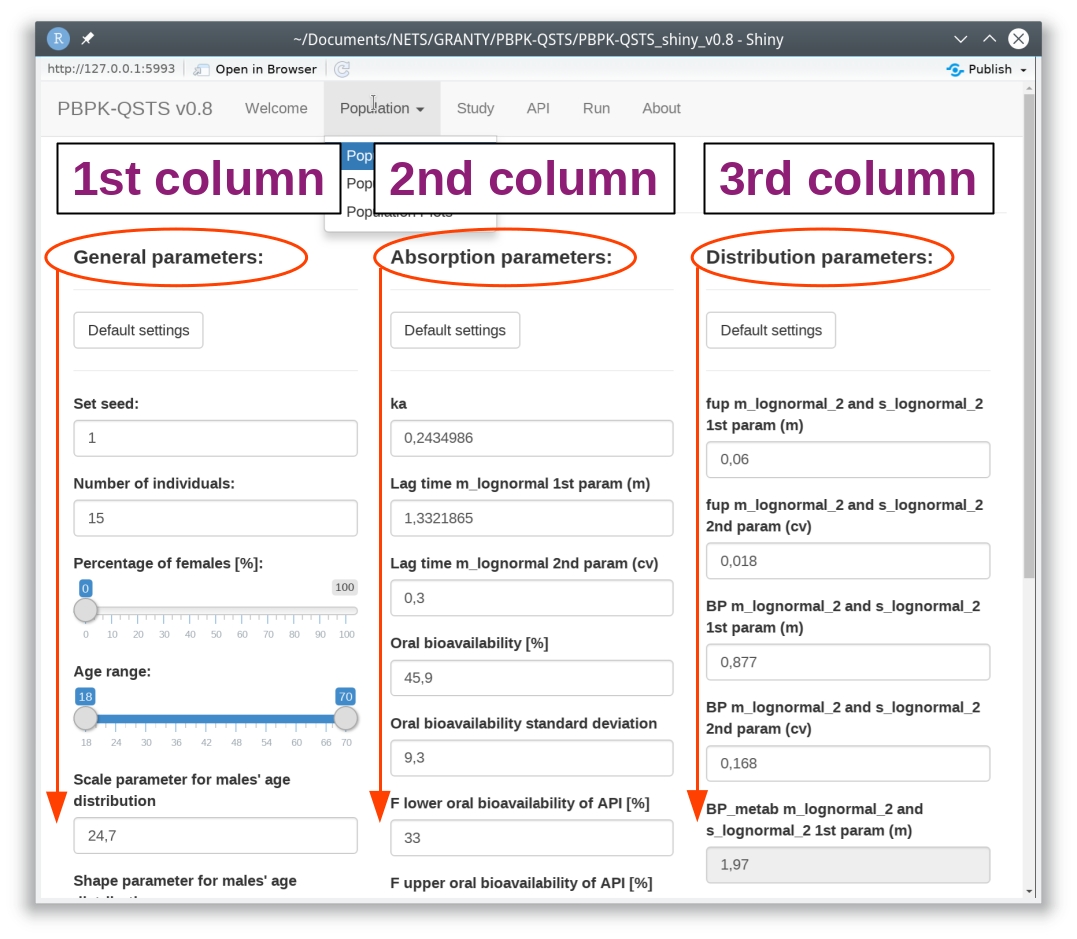 R
~/Documents/NETS/GRANTY/PBPK-QSTS/PBPK-QSTS_shiny_v0.8 - Shiny
http://127.0.0.1:5993 Open in Browser Publish
PBPK-QSTS v0.8 Welcome Population Study API Run About
Pop
Pop
Population Plots
1st column 2nd column 3rd column
General parameters:
Default settings
Set seed:
1
Number of individuals:
15
Percentage of females [%]:
0 100
0 10 20 30 40 50 60 70 80 90 100
Age range:
18 70
18 24 30 36 42 48 54 60 66 70
Scale parameter for males' age
distribution
24,7
Shape parameter for males' age
Absorption parameters:
Default settings
ka
0,2434986
Lag time m_lognormal 1st param (m)
1,3321865
Lag time m_lognormal 2nd param (cv)
0,3
Oral bioavailability [%]
45,9
Oral bioavailability standard deviation
9,3
F lower oral bioavailability of API [%]
33
F upper oral bioavailability of API [%]
Distribution parameters:
Default settings
fup m_lognormal_2 and s_lognormal_2
1st param (m)
0,06
fup m_lognormal_2 and s_lognormal_2
2nd param (cv)
0,018
BP m_lognormal_2 and s_lognormal_2
1st param (m)
0,877
BP m_lognormal_2 and s_lognormal_2
2nd param (cv)
0,168
BP_metab m_lognormal_2 and
s_lognormal_2 1st param (m)
1,97